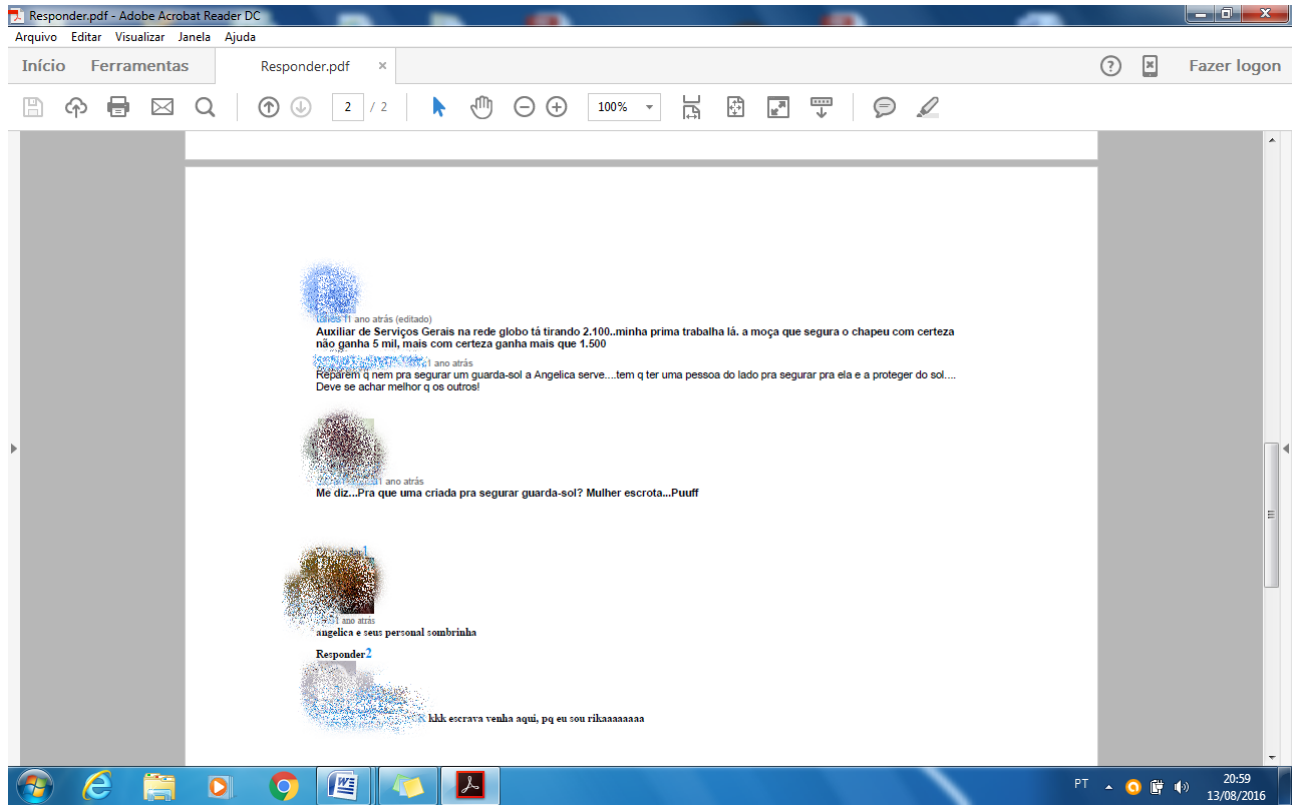 Responder.pdf - Adobe Acrobat Reader DC
Arquivo Editar Visualizar Janela Ajuda
Início Ferramentas Responder.pdf × Fazer logon
2 / 2 100%
1 ano atrás (editado)
Auxiliar de Serviços Gerais na rede globo tá tirando 2.100..minha prima trabalha lá. a moça que segura o chapeu com certeza
não ganha 5 mil, mais com certeza ganha mais que 1.500
1 ano atrás
Reparem q nem pra segurar um guarda-sol a Angelica serve....tem q ter uma pessoa do lado pra segurar pra ela e a proteger do sol....
Deve se achar melhor q os outros!
1 ano atrás
Me diz...Pra que uma criada pra segurar guarda-sol? Mulher escrota...Puuff
1
1 ano atrás
angelica e seus personal sombrinha
Responder2
kkk escrava venha aqui, pq eu sou rikaaaaaaaa
PT 20:59
13/08/2016